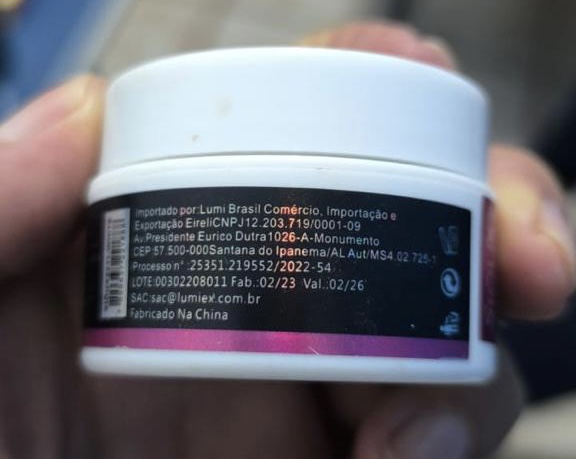 Importado por:Lumi Brasil Comércio, Importação e
Exportação EireliCNPJ12.203.719/0001-09
Av:Presidente Eurico Dutra1026-A-Monumento
CEP:57.500-000Santana do Ipanema/AL Aut/MS4.02.725-1
Processo n°:25351.219552/2022-54
LOTE:00302208011 Fab.:02/23 Val.:02/26
SAC:sac@lumiex.com.br
Fabricado Na China